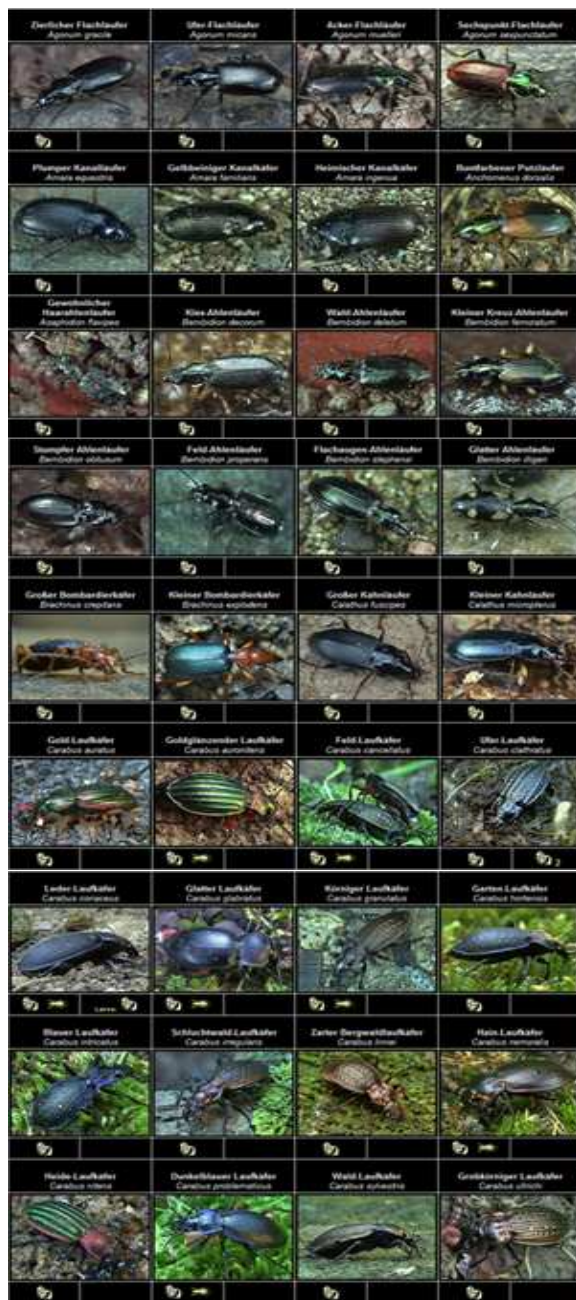 Zierlicher Flachläufer
Agonum gracile
Ufer-Flachläufer
Agonum micans
Acker-Flachläufer
Agonum muelleri
Sechspunkt-Flachläufer
Agonum sexpunctatum
Plumper Kanalläufer
Amara equestris
Gelbbeiniger Kanalkäfer
Amara familiaris
Heimischer Kanalkäfer
Amara ingenua
Buntfarbener Putzläufer
Anchomenus dorsalis
Gewöhnlicher
Haarahlenläufer
Asaphidion flavipes
Kies-Ahlenläufer
Bembidion decorum
Wald-Ahlenläufer
Bembidion deletum
Kleiner Kreuz-Ahlenläufer
Bembidion femoratum
Stumpfer Ahlenläufer
Bembidion obtusum
Feld-Ahlenläufer
Bembidion properans
Flachaugen-Ahlenläufer
Bembidion stephensi
Glatter Ahlenläufer
Bembidion illigeri
Großer Bombardierkäfer
Brachinus crepitans
Kleiner Bombardierkäfer
Brachinus explodens
Großer Kahnläufer
Calathus fuscipes
Kleiner Kahnläufer
Calathus micropterus
Gold-Laufkäfer
Carabus auratus
Goldglänzender Laufkäfer
Carabus auronitens
Feld-Laufkäfer
Carabus cancellatus
Ufer-Laufkäfer
Carabus clathratus
2
Leder-Laufkäfer
Carabus coriaceus
Glatter Laufkäfer
Carabus glabratus
Körniger Laufkäfer
Carabus granulatus
Garten-Laufkäfer
Carabus hortensis
Larve
Blauer Laufkäfer
Carabus intricatus
Schluchtwald-Laufkäfer
Carabus irregularis
Zarter Bergwaldlaufkäfer
Carabus linnei
Hain-Laufkäfer
Carabus nemoralis
Heide-Laufkäfer
Carabus nitens
Dunkelblauer Laufkäfer
Carabus problematicus
Wald-Laufkäfer
Carabus sylvestris
Grobkörniger Laufkäfer
Carabus ullrichi